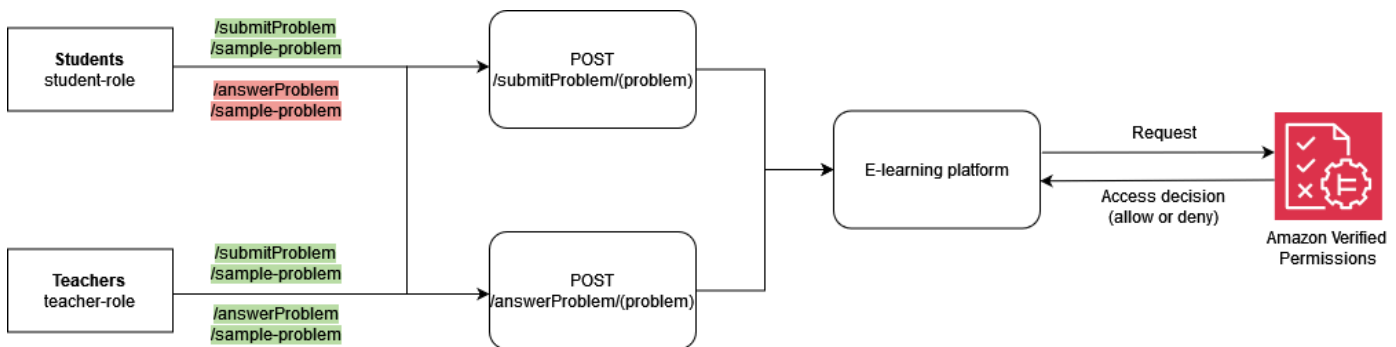 /submitProblem
/sample-problem
Students
student-role
/answerProblem
/sample-problem
POST
/submitProblem/(problem)
E-learning platform
Request
Access decision
(allow or deny)
Amazon Verified
Permissions
/submitProblem
/sample-problem
Teachers
teacher-role
/answerProblem
/sample-problem
POST
/answerProblem/(problem)